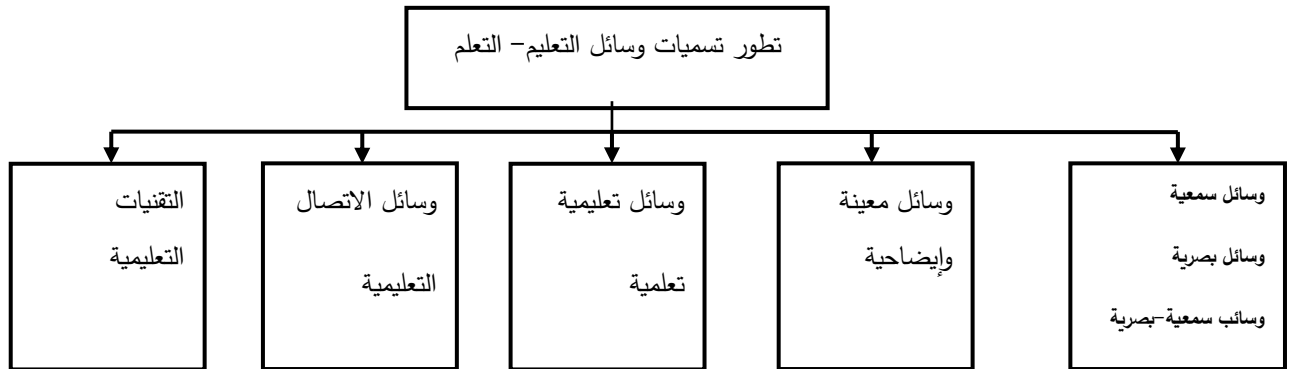 تطور تسميات وسائل التعليم– التعلم
وسائل سمعية
وسائل بصرية
وسائب سمعية–بصرية
وسائل معينة
وإيضاحية
وسائل تعليمية
تعلمية
وسائل الاتصال
التعليمية
التقنيات
التعليمية